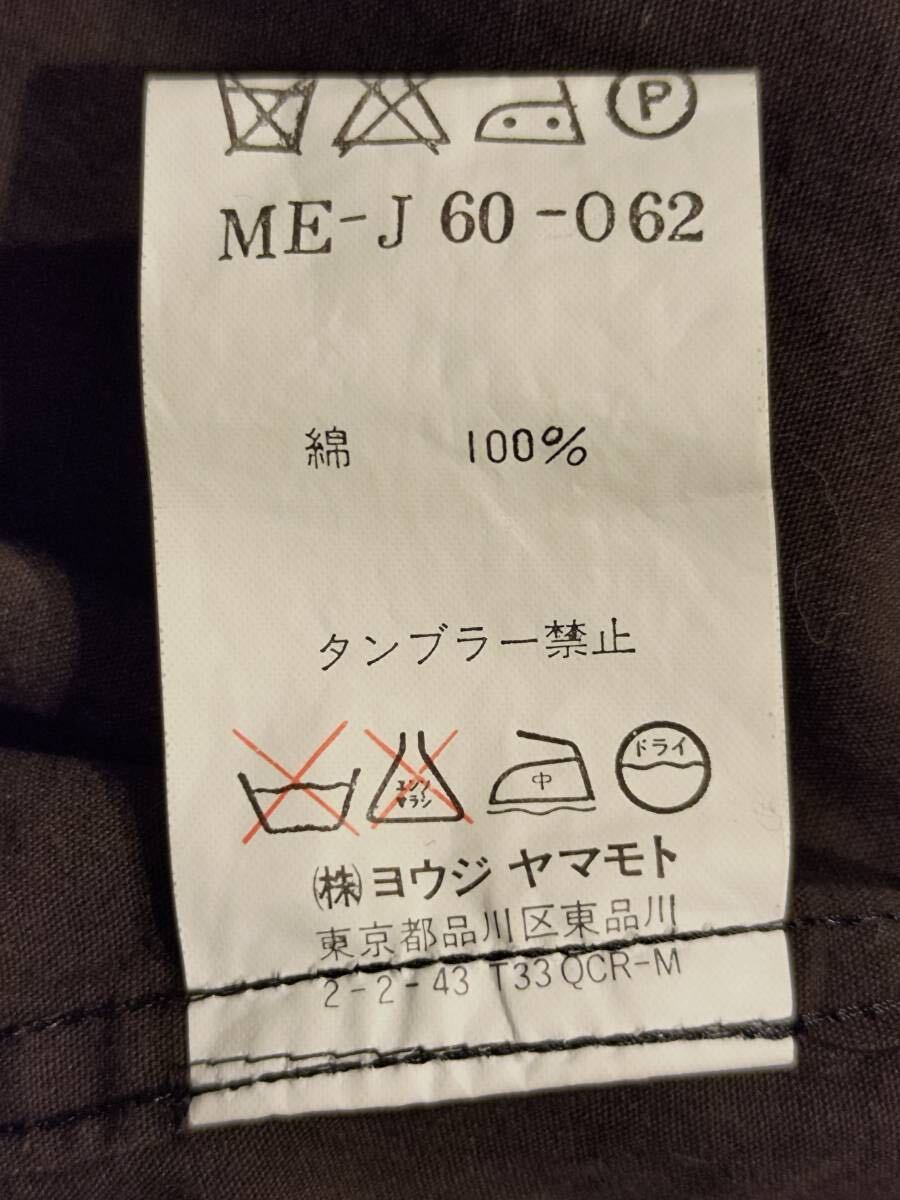 P
ME-J 60-062
綿 100%
タンブラー禁止
エンソ サラシ 中 ドライ
㈱ヨウジ ヤマモト
東京都品川区東品川
2-2-43 T33QCR-M